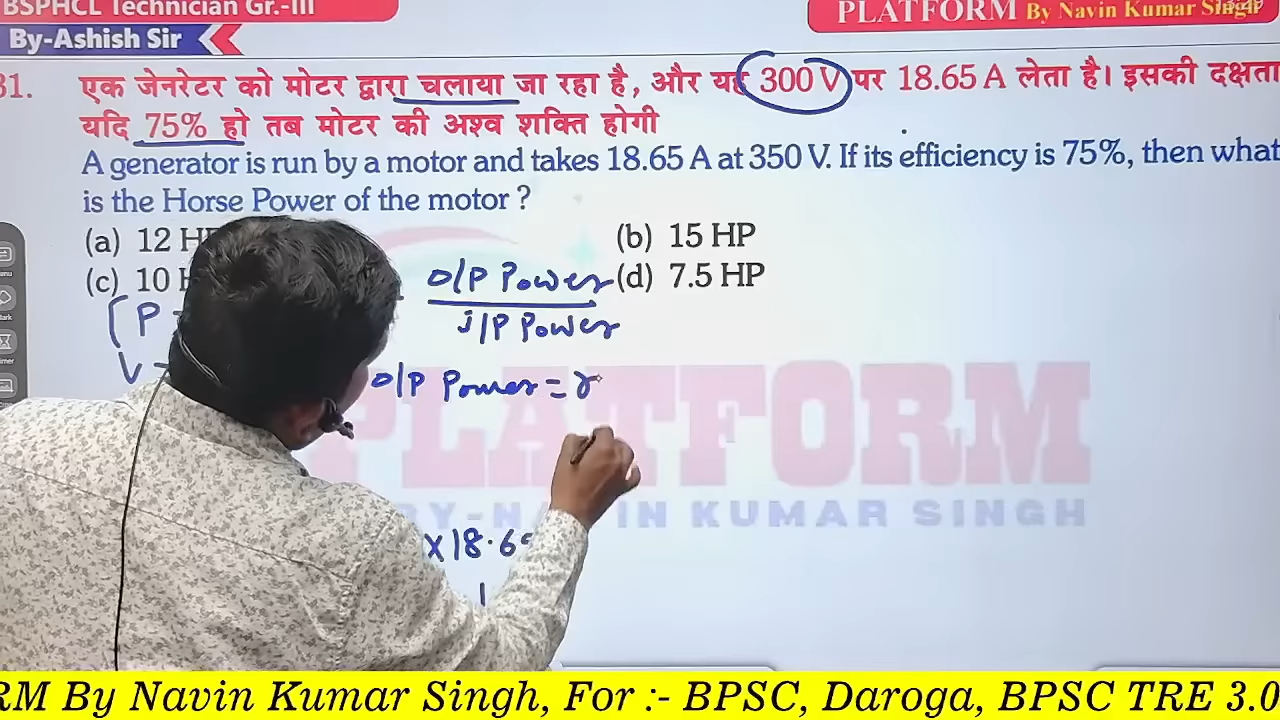 BSPHCL Technician Gr.-III
PLATFORM By Navin Kumar Singh
By-Ashish Sir
31. एक जेनरेटर को मोटर द्वारा चलाया जा रहा है, और यह 300 V पर 18.65 A लेता है। इसकी दक्षता
यदि 75% हो तब मोटर की अश्व शक्ति होगी
A generator is run by a motor and takes 18.65 A at 350 V. If its efficiency is 75%, then what
is the Horse Power of the motor ?
(a) 12 H
(b) 15 HP
(c) 10
(d) 7.5 HP
O/P Power
i/P Power
P
V
O/P Power =
PLATFORM
BY-NAVIN KUMAR SINGH
×18.6
RM By Navin Kumar Singh, For :- BPSC, Daroga, BPSC TRE 3.0